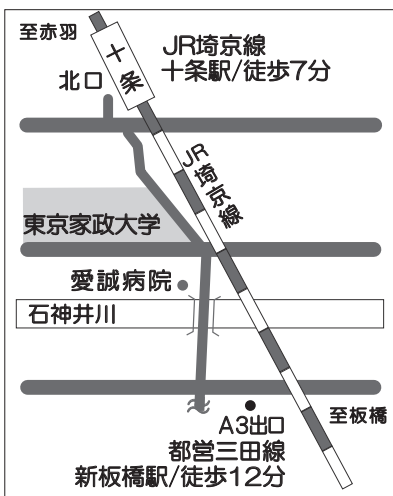 至赤羽
十条
JR埼京線
十条駅/徒歩7分
北口
JR埼京線
東京家政大学
愛誠病院
石神井川
A3出口
至板橋
都営三田線
新板橋駅/徒歩12分